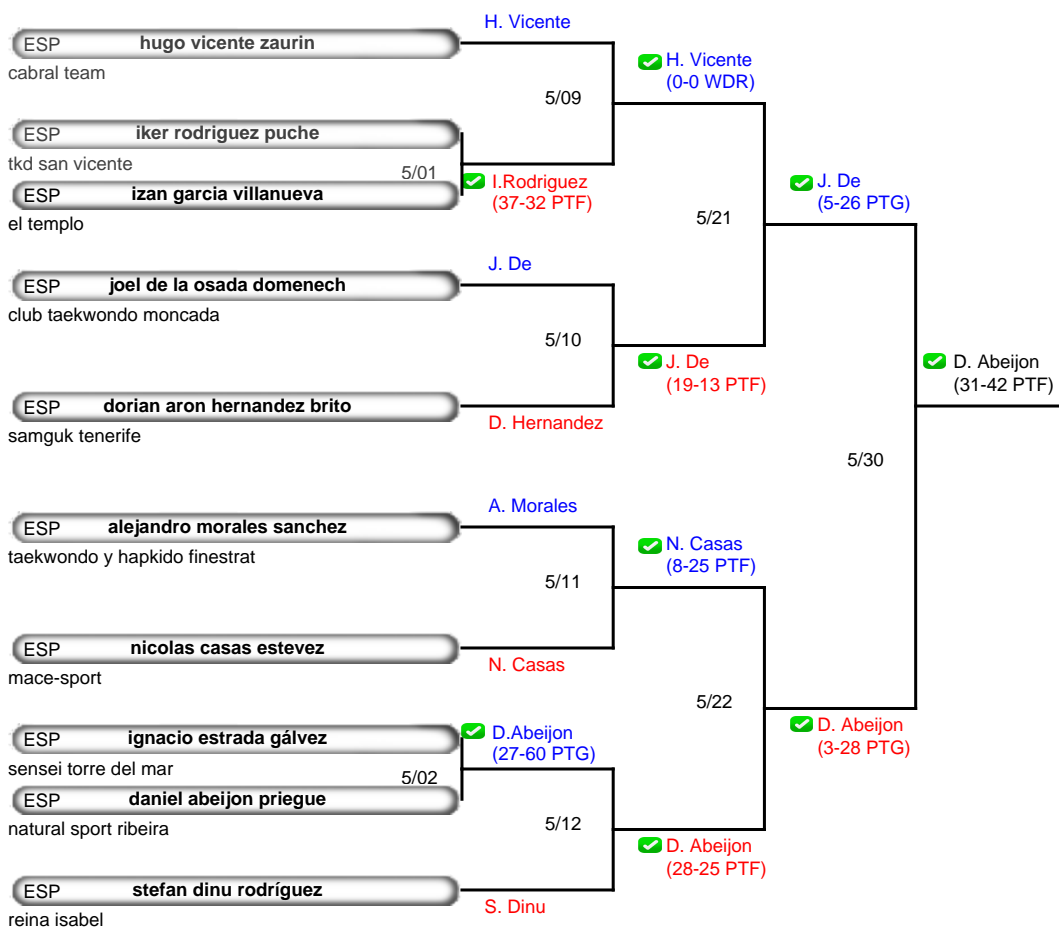 H. Vicente
ESP hugo vicente zaurin
cabral team
H. Vicente
(0-0 WDR)
5/09
ESP iker rodriguez puche
tkd san vicente
5/01
I.Rodriguez
(37-32 PTF)
ESP izan garcia villanueva
el templo
J. De
(5-26 PTG)
5/21
J. De
ESP joel de la osada domenech
club taekwondo moncada
5/10
J. De
(19-13 PTF)
D. Abeijon
(31-42 PTF)
ESP dorian aron hernandez brito
samguk tenerife
D. Hernandez
5/30
A. Morales
ESP alejandro morales sanchez
taekwondo y hapkido finestrat
N. Casas
(8-25 PTF)
5/11
ESP nicolas casas estevez
mace-sport
N. Casas
5/22
D. Abeijon
(3-28 PTG)
ESP ignacio estrada gálvez
sensei torre del mar
D.Abeijon
(27-60 PTG)
5/02
ESP daniel abeijon priegue
natural sport ribeira
5/12
D. Abeijon
(28-25 PTF)
ESP stefan dinu rodríguez
reina isabel
S. Dinu